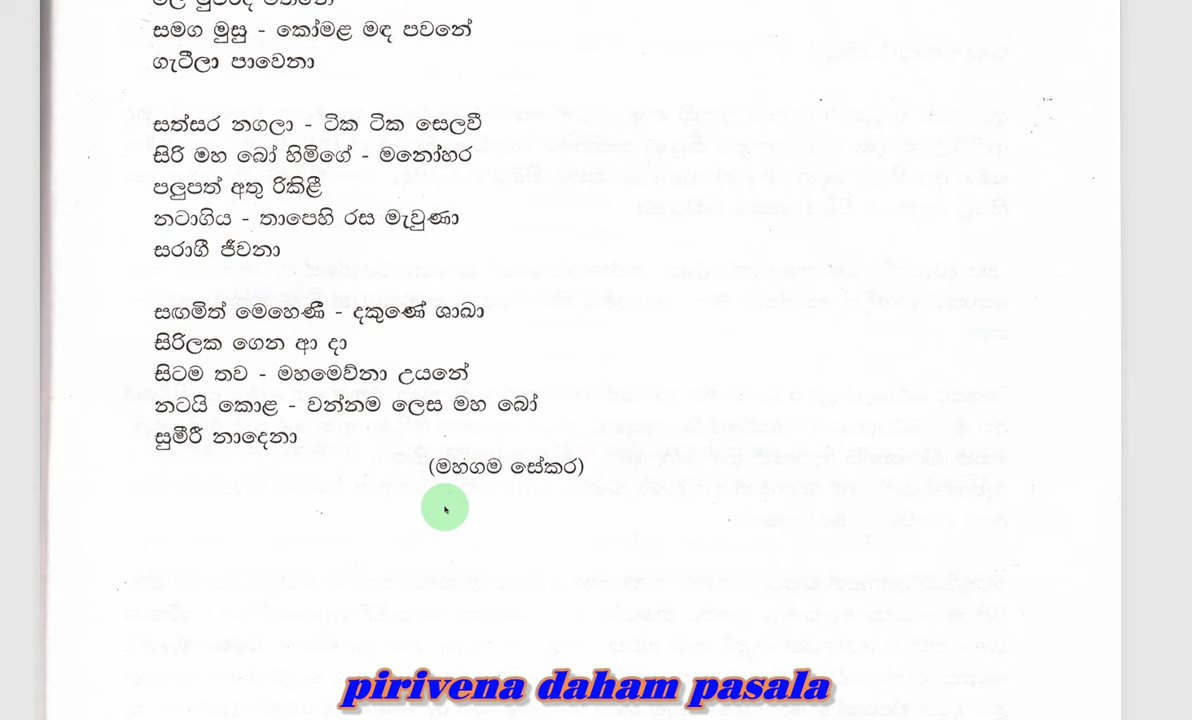 සමග මුසු - කෝමළ මඳ පවනේ
ගැටීලා පාවෙනා
සත්සර නගලා - ටික ටික සෙලවී
සිරි මහ බෝ හිමිගේ - මනෝහර
පලුපත් අතු රිකිළී
නටාගිය - තාපෙහි රස මැවුණා
සරාගී ජීවනා
සඟමිත් මෙහෙණී - දකුණේ ශාඛා
සිරිලක ගෙන ආ දා
සිටම තව - මහමෙව්නා උයනේ
නටයි කොළ - වන්නම ලෙස මහ බෝ
සුමීරී නාදෙනා
(මහගම සේකර)
pirivena daham pasala